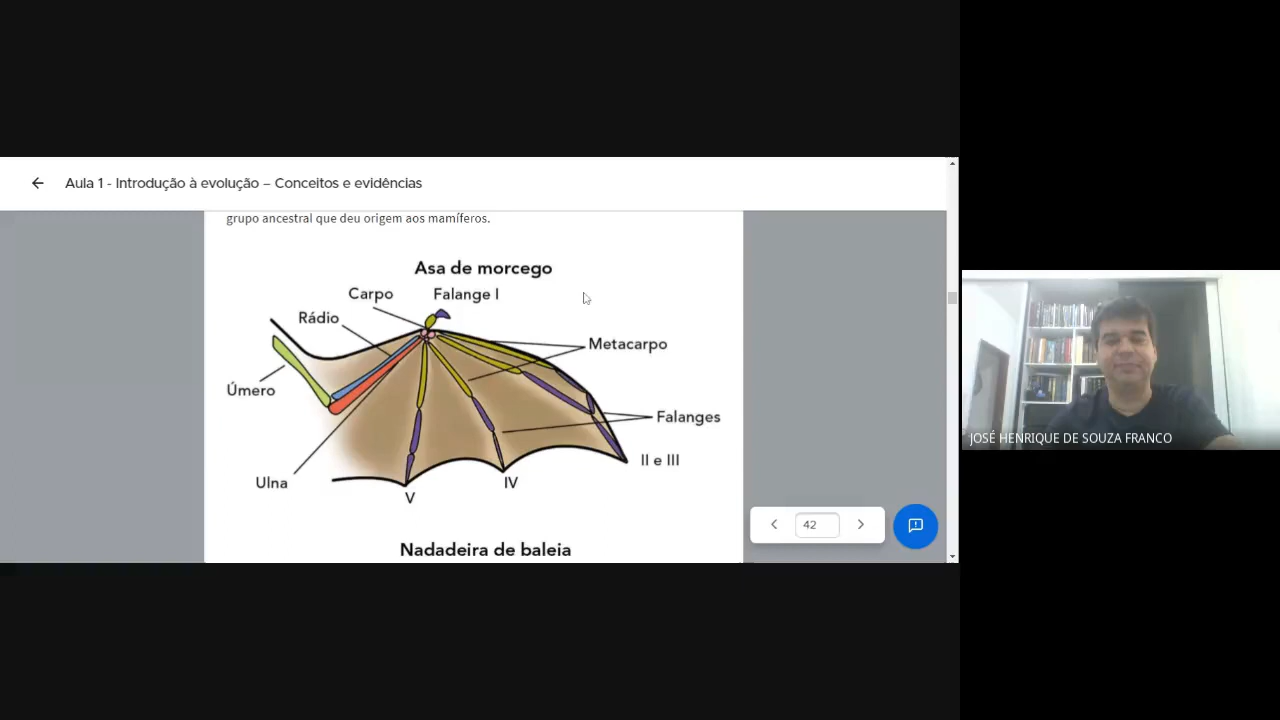 Aula 1 - Introdução à evolução – Conceitos e evidências
grupo ancestral que deu origem aos mamíferos.
Asa de morcego
Carpo
Falange I
Rádio
Metacarpo
Úmero
Falanges
II e III
Ulna
IV
V
42
Nadadeira de baleia
JOSÉ HENRIQUE DE SOUZA FRANCO